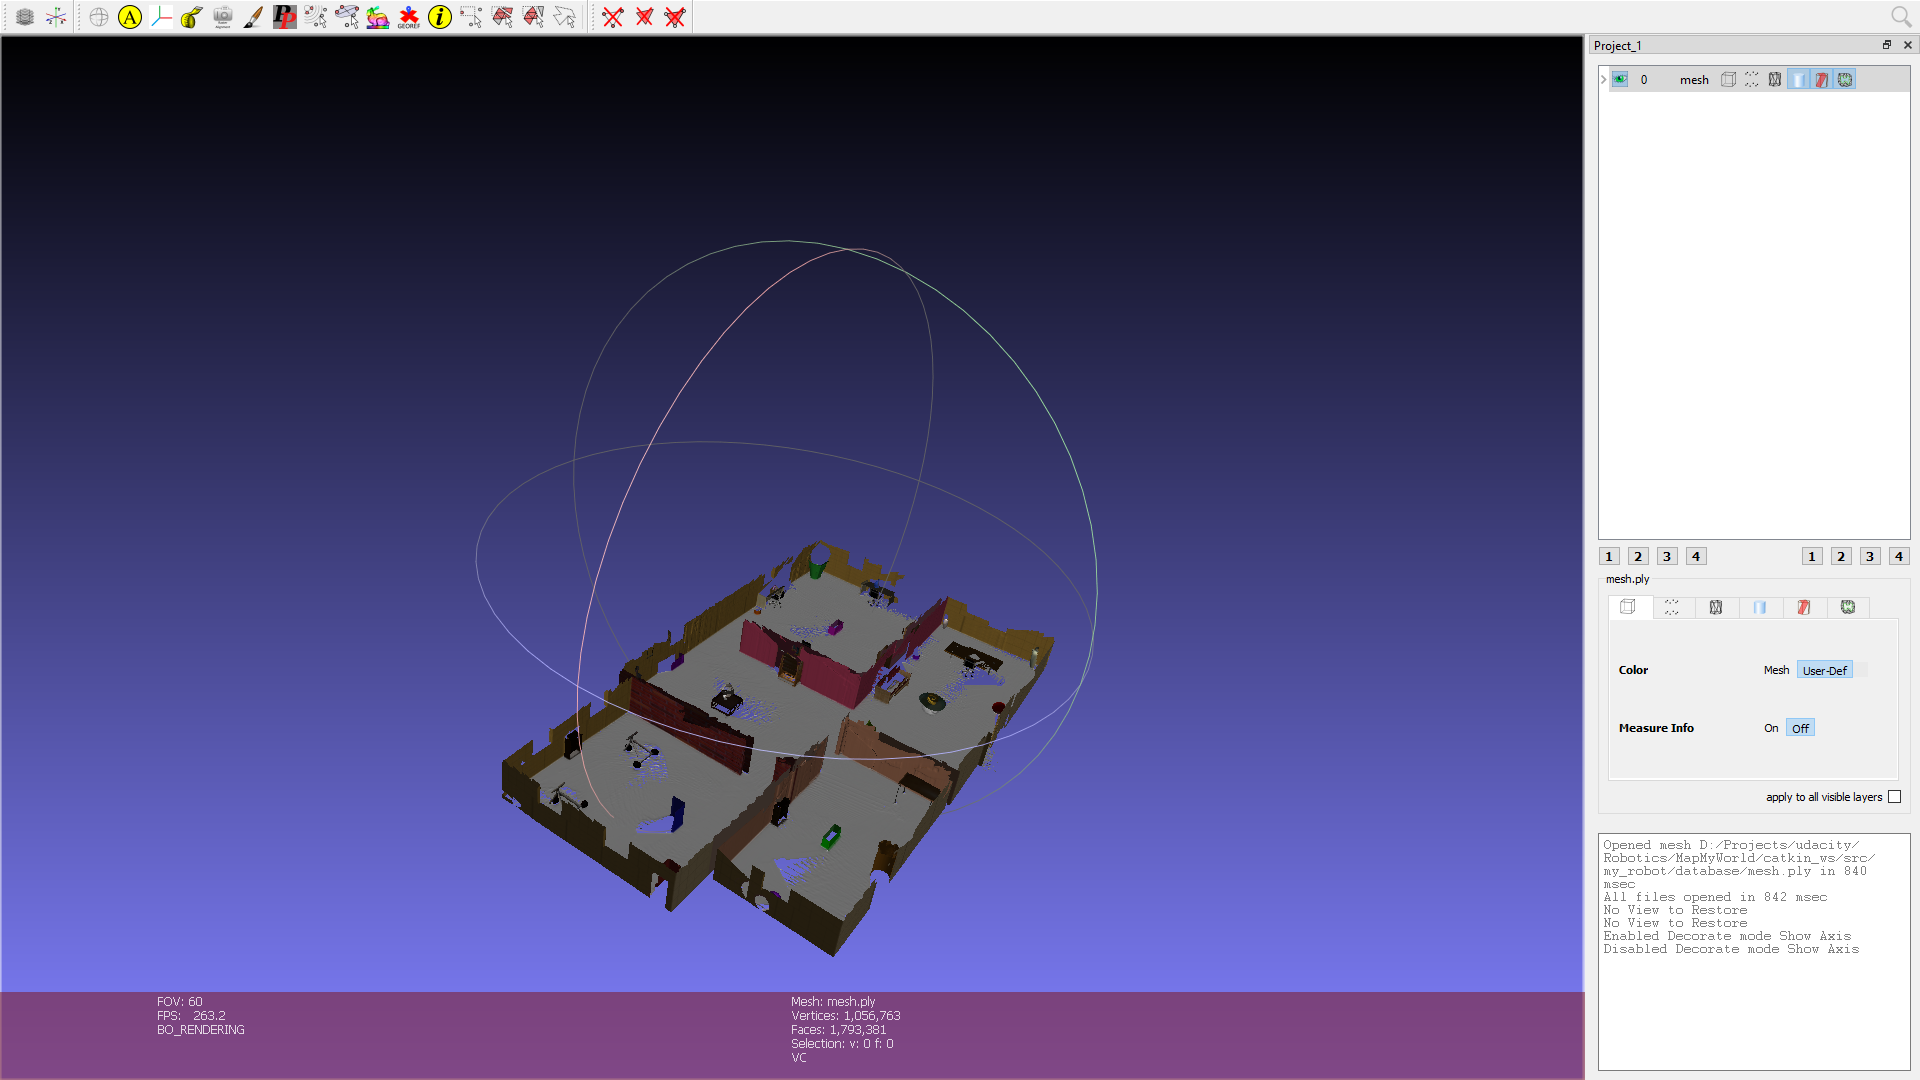 A
PP
GEOREF
i
Project_1
0 mesh
1 2 3 4 1 2 3 4
mesh.ply
Color Mesh User-Def
Measure Info On Off
apply to all visible layers
Opened mesh D:/Projects/udacity/
Robotics/MapMyWorld/catkin_ws/src/
my_robot/database/mesh.ply in 840
msec
All files opened in 842 msec
No View to Restore
No View to Restore
Enabled Decorate mode Show Axis
Disabled Decorate mode Show Axis
FOV: 60
FPS: 263.2
BO_RENDERING
Mesh: mesh.ply
Vertices: 1,056,763
Faces: 1,793,381
Selection: v: 0 f: 0
VC